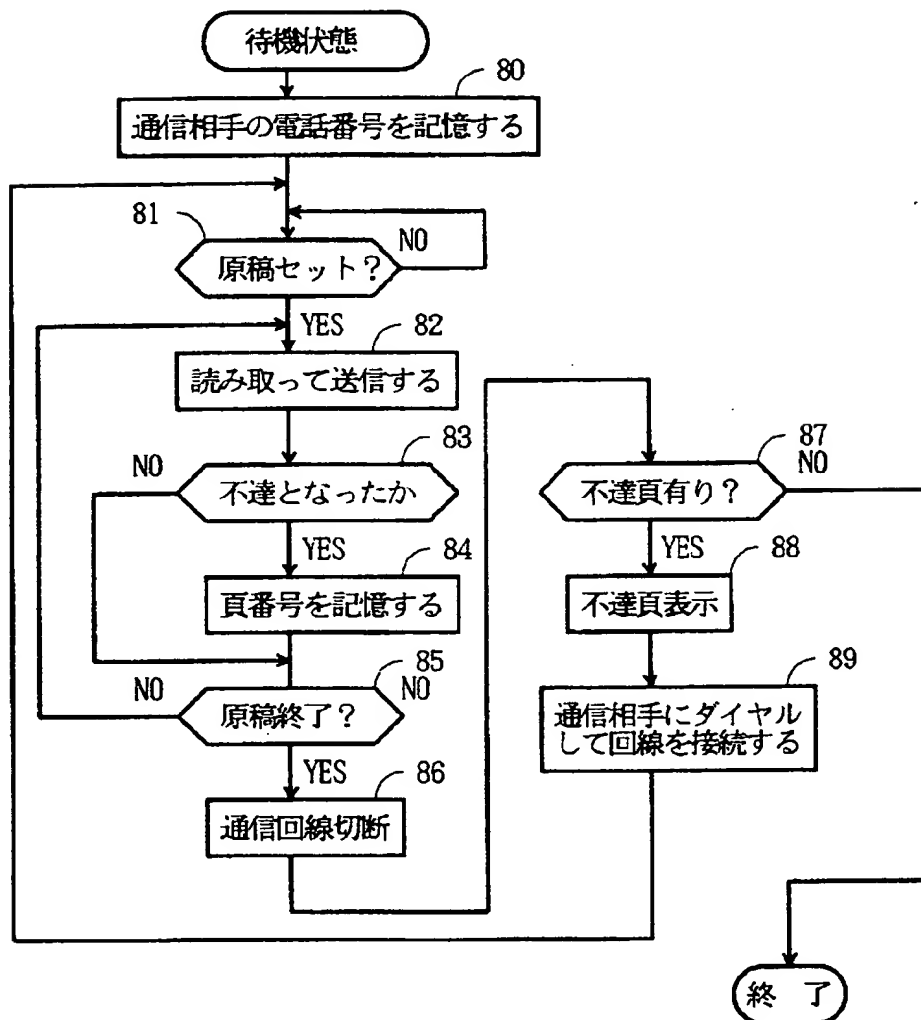 待機状態
80
通信相手の電話番号を記憶する
81
原稿セット?
NO
YES
82
読み取って送信する
83
NO
不達となったか
YES
84
頁番号を記憶する
85
NO
原稿終了?
NO
YES
86
通信回線切断
87
不達頁有り?
NO
YES
88
不達頁表示
89
通信相手にダイヤル
して回線を接続する
終 了